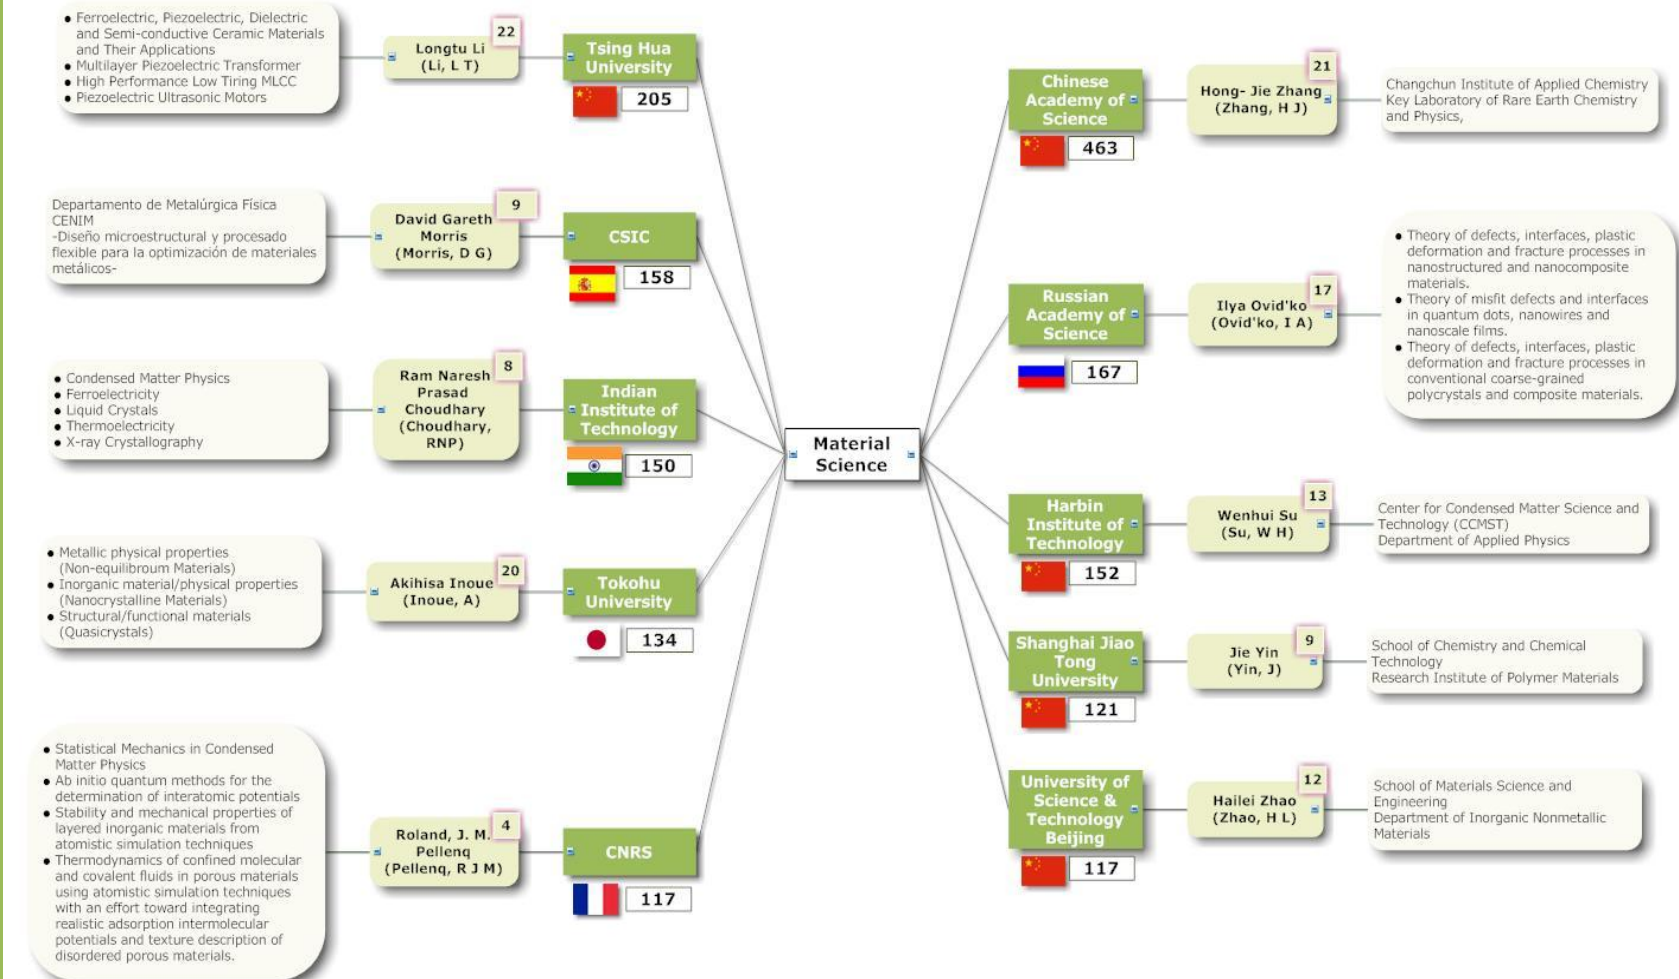 ● Ferroelectric, Piezoelectric, Dielectric
and Semi-conductive Ceramic Materials
and Their Applications
● Multilayer Piezoelectric Transformer
● High Performance Low Tiring MLCC
● Piezoelectric Ultrasonic Motors
Longtu Li
(Li, L T)
22
Tsing Hua
University
205
Departamento de Metalúrgica Física
CENIM
-Diseño microestructural y procesado
flexible para la optimización de materiales
metálicos-
David Gareth
Morris
(Morris, D G)
9
CSIC
158
● Condensed Matter Physics
● Ferroelectricity
● Liquid Crystals
● Thermoelectricity
● X-ray Crystallography
Ram Naresh
Prasad
Choudhary
(Choudhary,
RNP)
8
Indian
Institute of
Technology
150
● Metallic physical properties
(Non-equilibroum Materials)
● Inorganic material/physical properties
(Nanocrystalline Materials)
● Structural/functional materials
(Quasicrystals)
Akihisa Inoue
(Inoue, A)
20
Tokohu
University
134
● Statistical Mechanics in Condensed
Matter Physics
● Ab initio quantum methods for the
determination of interatomic potentials
● Stability and mechanical properties of
layered inorganic materials from
atomistic simulation techniques
● Thermodynamics of confined molecular
and covalent fluids in porous materials
using atomistic simulation techniques
with an effort toward integrating
realistic adsorption intermolecular
potentials and texture description of
disordered porous materials.
Roland, J. M.
Pellenq
(Pellenq, R J M)
4
CNRS
117
Material
Science
Chinese
Academy of
Science
463
Hong- Jie Zhang
(Zhang, H J)
21
Changchun Institute of Applied Chemistry
Key Laboratory of Rare Earth Chemistry
and Physics,
Russian
Academy of
Science
167
Ilya Ovid'ko
(Ovid'ko, I A)
17
● Theory of defects, interfaces, plastic
deformation and fracture processes in
nanostructured and nanocomposite
materials.
● Theory of misfit defects and interfaces
in quantum dots, nanowires and
nanoscale films.
● Theory of defects, interfaces, plastic
deformation and fracture processes in
conventional coarse-grained
polycrystals and composite materials.
Harbin
Institute of
Technology
152
Wenhui Su
(Su, W H)
13
Center for Condensed Matter Science and
Technology (CCMST)
Department of Applied Physics
Shanghai Jiao
Tong
University
121
Jie Yin
(Yin, J)
9
School of Chemistry and Chemical
Technology
Research Institute of Polymer Materials
University of
Science &
Technology
Beijing
117
Hailei Zhao
(Zhao, H L)
12
School of Materials Science and
Engineering
Department of Inorganic Nonmetallic
Materials